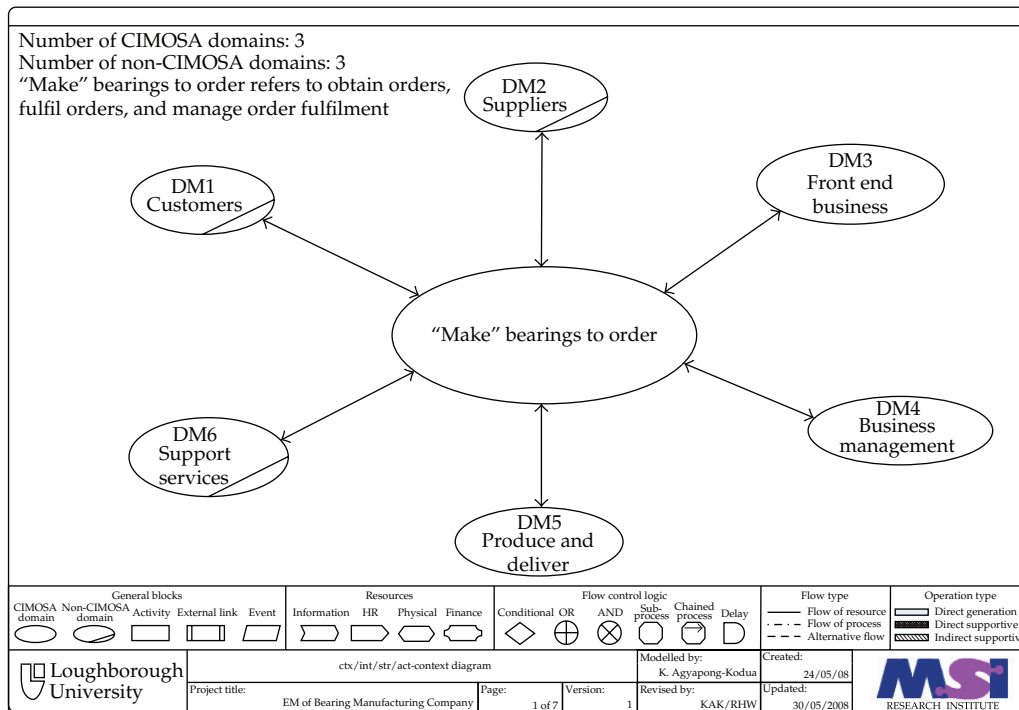 Number of CIMOSA domains: 3
Number of non-CIMOSA domains: 3
“Make” bearings to order refers to obtain orders,
fulfil orders, and manage order fulfilment
DM2
Suppliers
DM1
Customers
DM3
Front end
business
“Make” bearings to order
DM6
Support
services
DM4
Business
management
DM5
Produce and
deliver
General blocks
CIMOSA
domain
Non-CIMOSA
domain
Activity
External link
Event
Resources
Information
HR
Physical
Finance
Flow control logic
Conditional
OR
AND
Sub-
process
Chained
process
Delay
Flow type
Flow of resource
Flow of process
Alternative flow
Operation type
Direct generation
Direct supportive
Indirect supportive
Loughborough
University
ctx/int/str/act-context diagram
Modelled by:
K. Agyapong-Kodua
Created:
24/05/08
Project title:
EM of Bearing Manufacturing Company
Page:
1 of 7
Version:
1
Revised by:
KAK/RHW
Updated:
30/05/2008
MSI
RESEARCH INSTITUTE